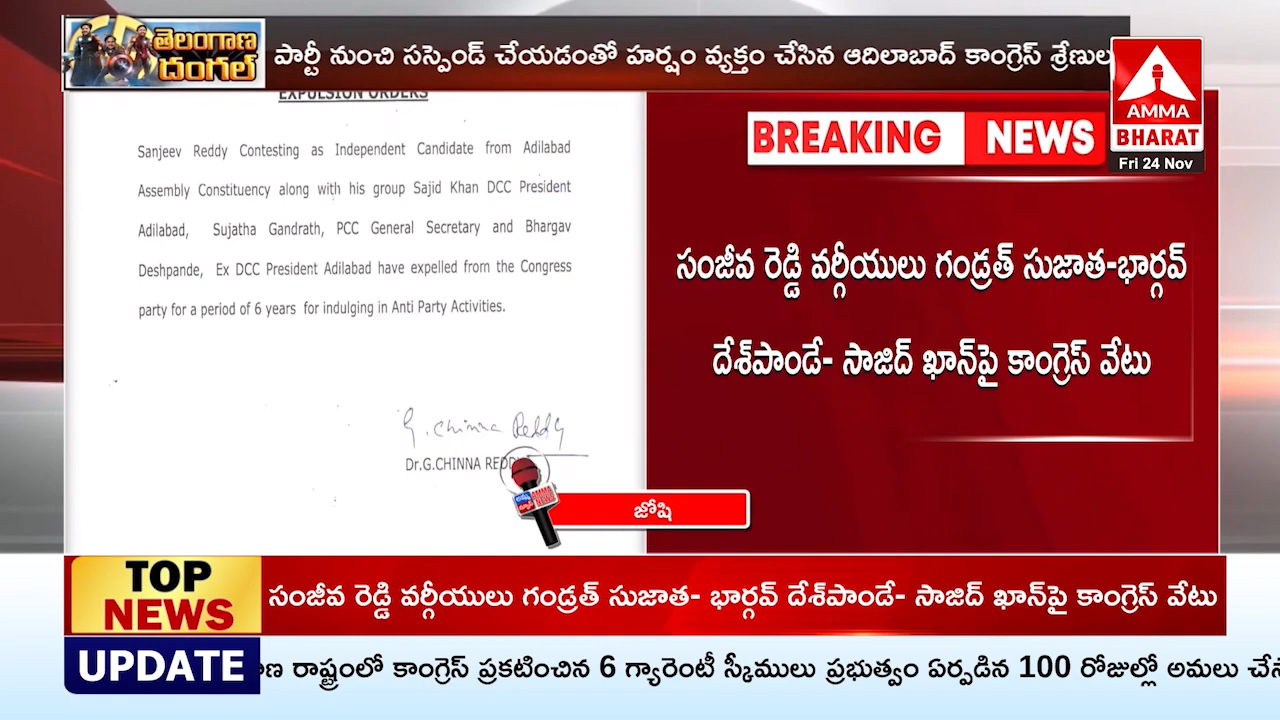 తెలంగాణ
దంగల్
పార్టీ నుంచి సస్పెండ్ చేయడంతో హర్షం వ్యక్తం చేసిన ఆదిలాబాద్ కాంగ్రెస్ శ్రేణుల
AMMA
BHARAT
Fri 24 Nov
EXPULSION ORDERS
Sanjeev Reddy Contesting as Independent Candidate from Adilabad
Assembly Constituency along with his group Sajid Khan DCC President
Adilabad, Sujatha Gandrath, PCC General Secretary and Bhargav
Deshpande, Ex DCC President Adilabad have expelled from the Congress
party for a period of 6 years for indulging in Anti Party Activities.
G. Chinna Reddy
Dr.G.CHINNA REDDY
BREAKING NEWS
సంజీవ రెడ్డి వర్గీయులు గండ్రత్ సుజాత-భార్గవ్
దేశ్‌పాండే- సాజిద్ ఖాన్‌పై కాంగ్రెస్ వేటు
AMMA
NEWS
జోషి
TOP
NEWS
సంజీవ రెడ్డి వర్గీయులు గండ్రత్ సుజాత- భార్గవ్ దేశ్‌పాండే- సాజిద్ ఖాన్‌పై కాంగ్రెస్ వేటు
UPDATE
ణ రాష్ట్రంలో కాంగ్రెస్ ప్రకటించిన 6 గ్యారెంటీ స్కీములు ప్రభుత్వం ఏర్పడిన 100 రోజుల్లో అమలు చేసే